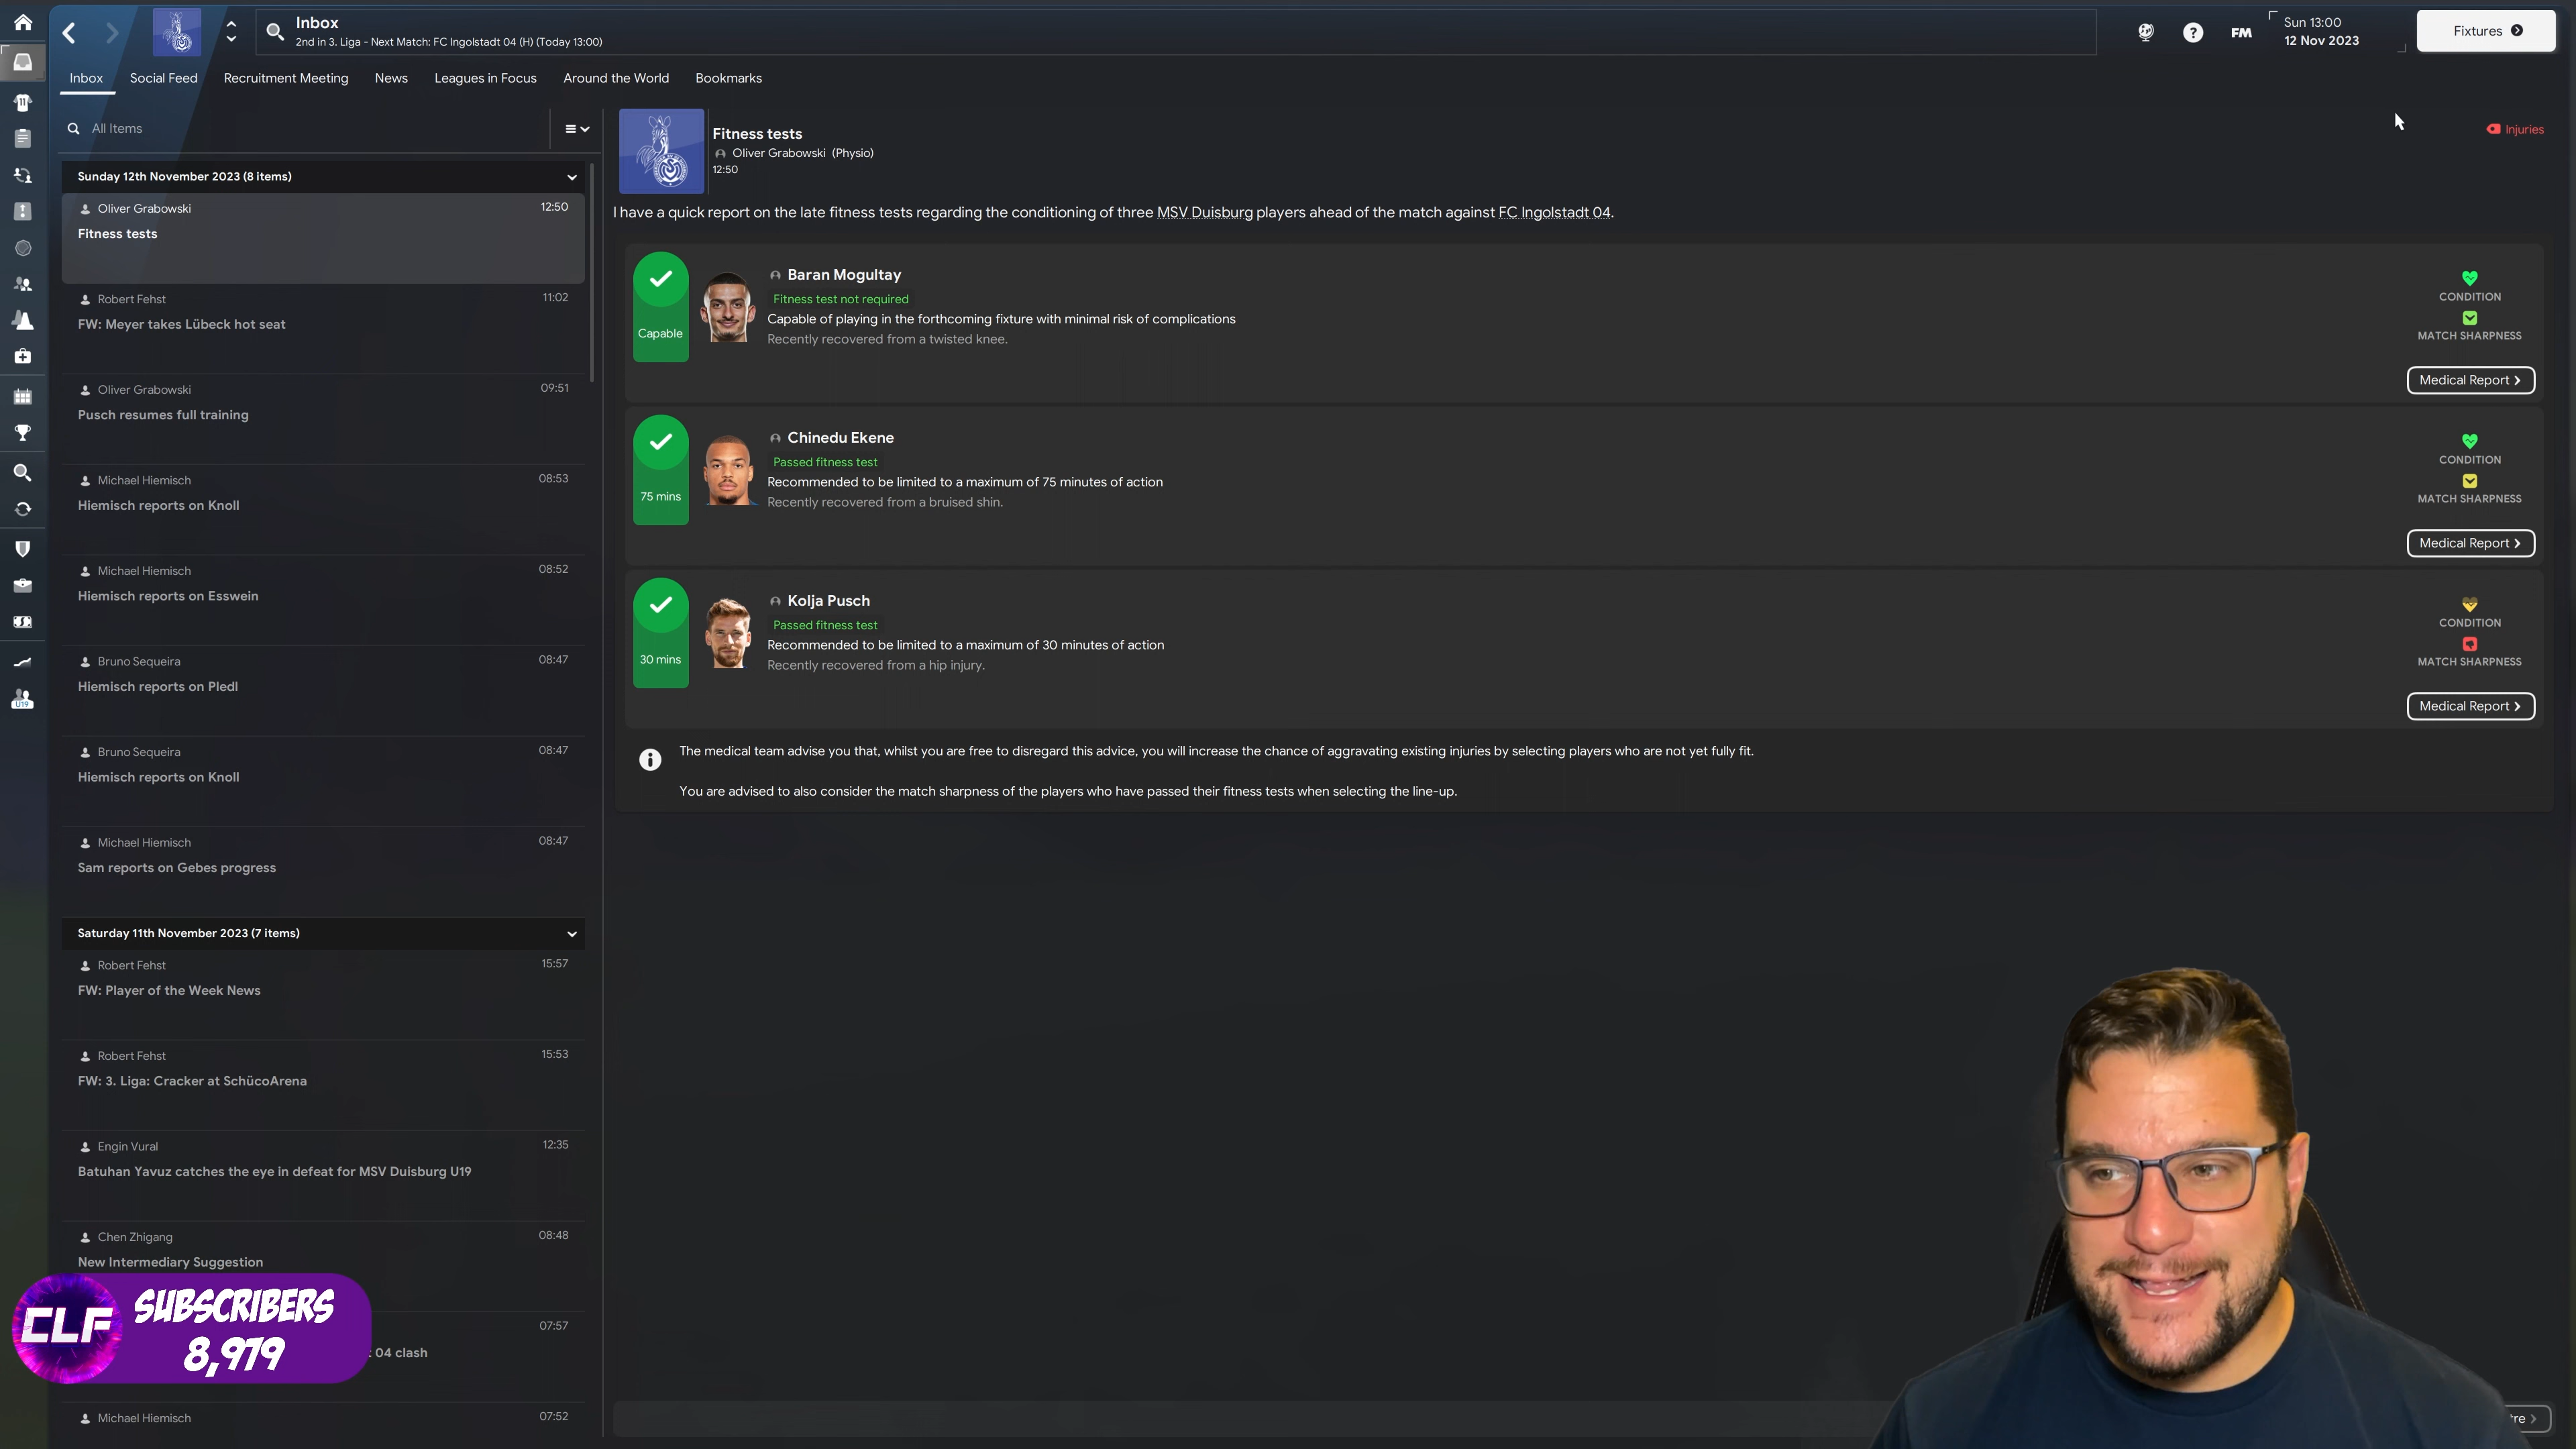 Inbox
2nd in 3. Liga - Next Match: FC Ingolstadt 04 (H) (Today 13:00)
FM
Sun 13:00
12 Nov 2023
Fixtures
Inbox
Social Feed
Recruitment Meeting
News
Leagues in Focus
Around the World
Bookmarks
All Items
Sunday 12th November 2023 (8 items)
Oliver Grabowski 12:50
Fitness tests
Robert Fehst 11:02
FW: Meyer takes Lübeck hot seat
Oliver Grabowski 09:51
Pusch resumes full training
Michael Hiemisch 08:53
Hiemisch reports on Knoll
Michael Hiemisch 08:52
Hiemisch reports on Esswein
Bruno Sequeira 08:47
Hiemisch reports on Pledl
Bruno Sequeira 08:47
Hiemisch reports on Knoll
Michael Hiemisch 08:47
Sam reports on Gebes progress
Saturday 11th November 2023 (7 items)
Robert Fehst 15:57
FW: Player of the Week News
Robert Fehst 15:53
FW: 3. Liga: Cracker at SchücoArena
Engin Vural 12:35
Batuhan Yavuz catches the eye in defeat for MSV Duisburg U19
Chen Zhigang 08:48
New Intermediary Suggestion
07:57
04 clash
Michael Hiemisch 07:52
U19
CLF
SUBSCRIBERS
8,979
Fitness tests
Oliver Grabowski (Physio)
12:50
Injuries
I have a quick report on the late fitness tests regarding the conditioning of three MSV Duisburg players ahead of the match against FC Ingolstadt 04.
Baran Mogultay
Fitness test not required
Capable of playing in the forthcoming fixture with minimal risk of complications
Recently recovered from a twisted knee.
Capable
CONDITION
MATCH SHARPNESS
Medical Report
Chinedu Ekene
Passed fitness test
Recommended to be limited to a maximum of 75 minutes of action
Recently recovered from a bruised shin.
75 mins
CONDITION
MATCH SHARPNESS
Medical Report
Kolja Pusch
Passed fitness test
Recommended to be limited to a maximum of 30 minutes of action
Recently recovered from a hip injury.
30 mins
CONDITION
MATCH SHARPNESS
Medical Report
The medical team advise you that, whilst you are free to disregard this advice, you will increase the chance of aggravating existing injuries by selecting players who are not yet fully fit.
You are advised to also consider the match sharpness of the players who have passed their fitness tests when selecting the line-up.